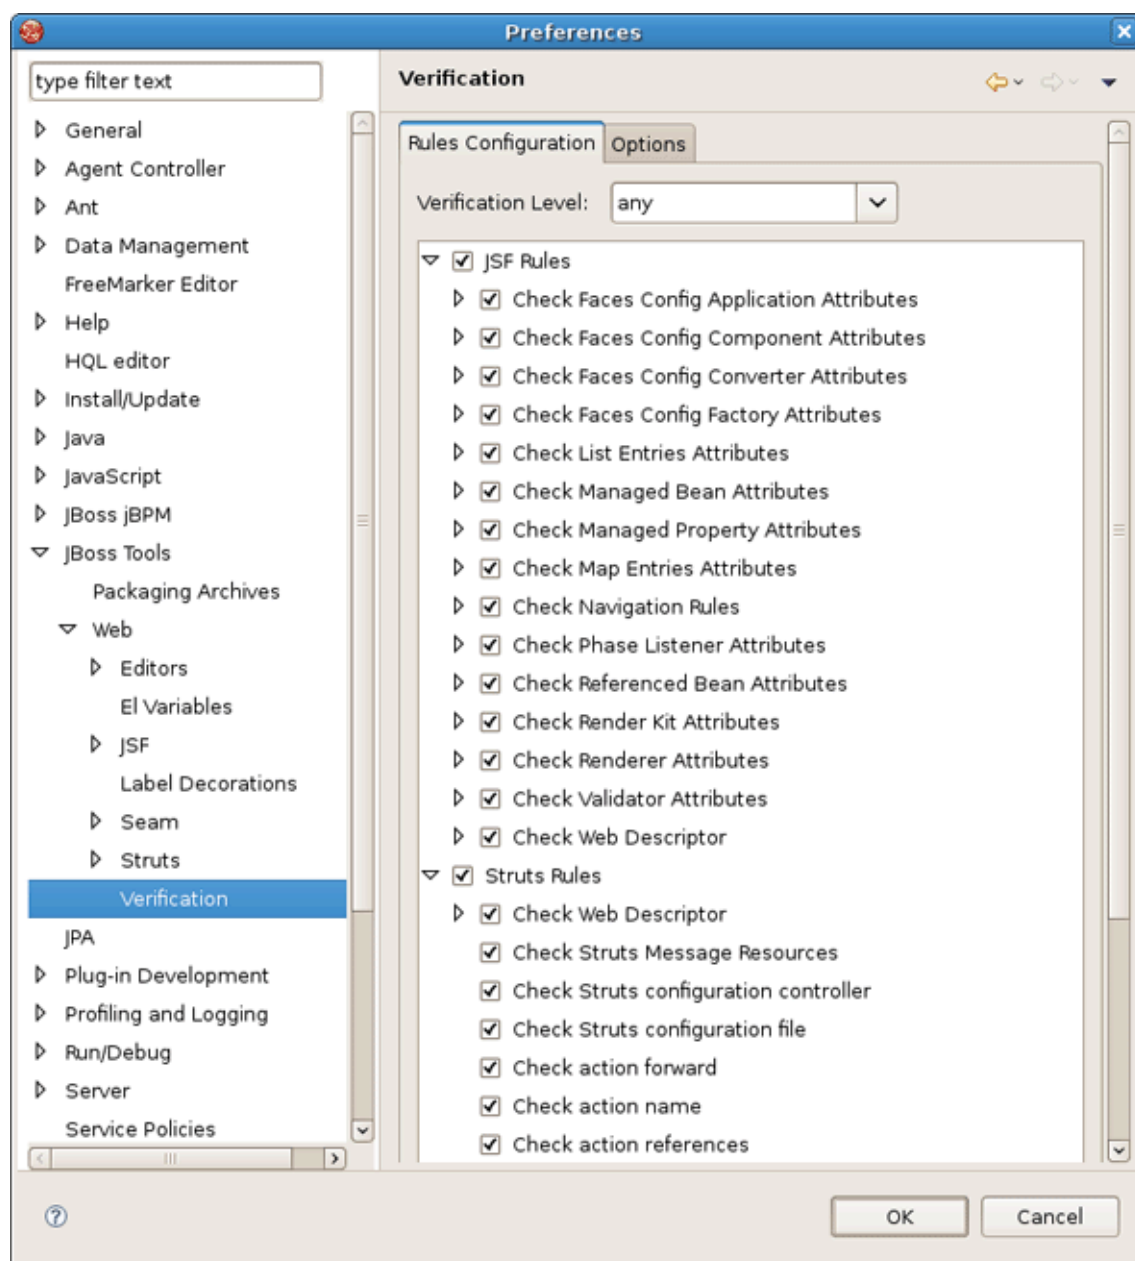 Preferences
type filter text
General
Agent Controller
Ant
Data Management
FreeMarker Editor
Help
HQL editor
Install/Update
Java
JavaScript
JBoss jBPM
JBoss Tools
Packaging Archives
Web
Editors
El Variables
JSF
Label Decorations
Seam
Struts
Verification
JPA
Plug-in Development
Profiling and Logging
Run/Debug
Server
Service Policies
Verification
Rules Configuration
Options
Verification Level: any
JSF Rules
Check Faces Config Application Attributes
Check Faces Config Component Attributes
Check Faces Config Converter Attributes
Check Faces Config Factory Attributes
Check List Entries Attributes
Check Managed Bean Attributes
Check Managed Property Attributes
Check Map Entries Attributes
Check Navigation Rules
Check Phase Listener Attributes
Check Referenced Bean Attributes
Check Render Kit Attributes
Check Renderer Attributes
Check Validator Attributes
Check Web Descriptor
Struts Rules
Check Web Descriptor
Check Struts Message Resources
Check Struts configuration controller
Check Struts configuration file
Check action forward
Check action name
Check action references
?
OK
Cancel